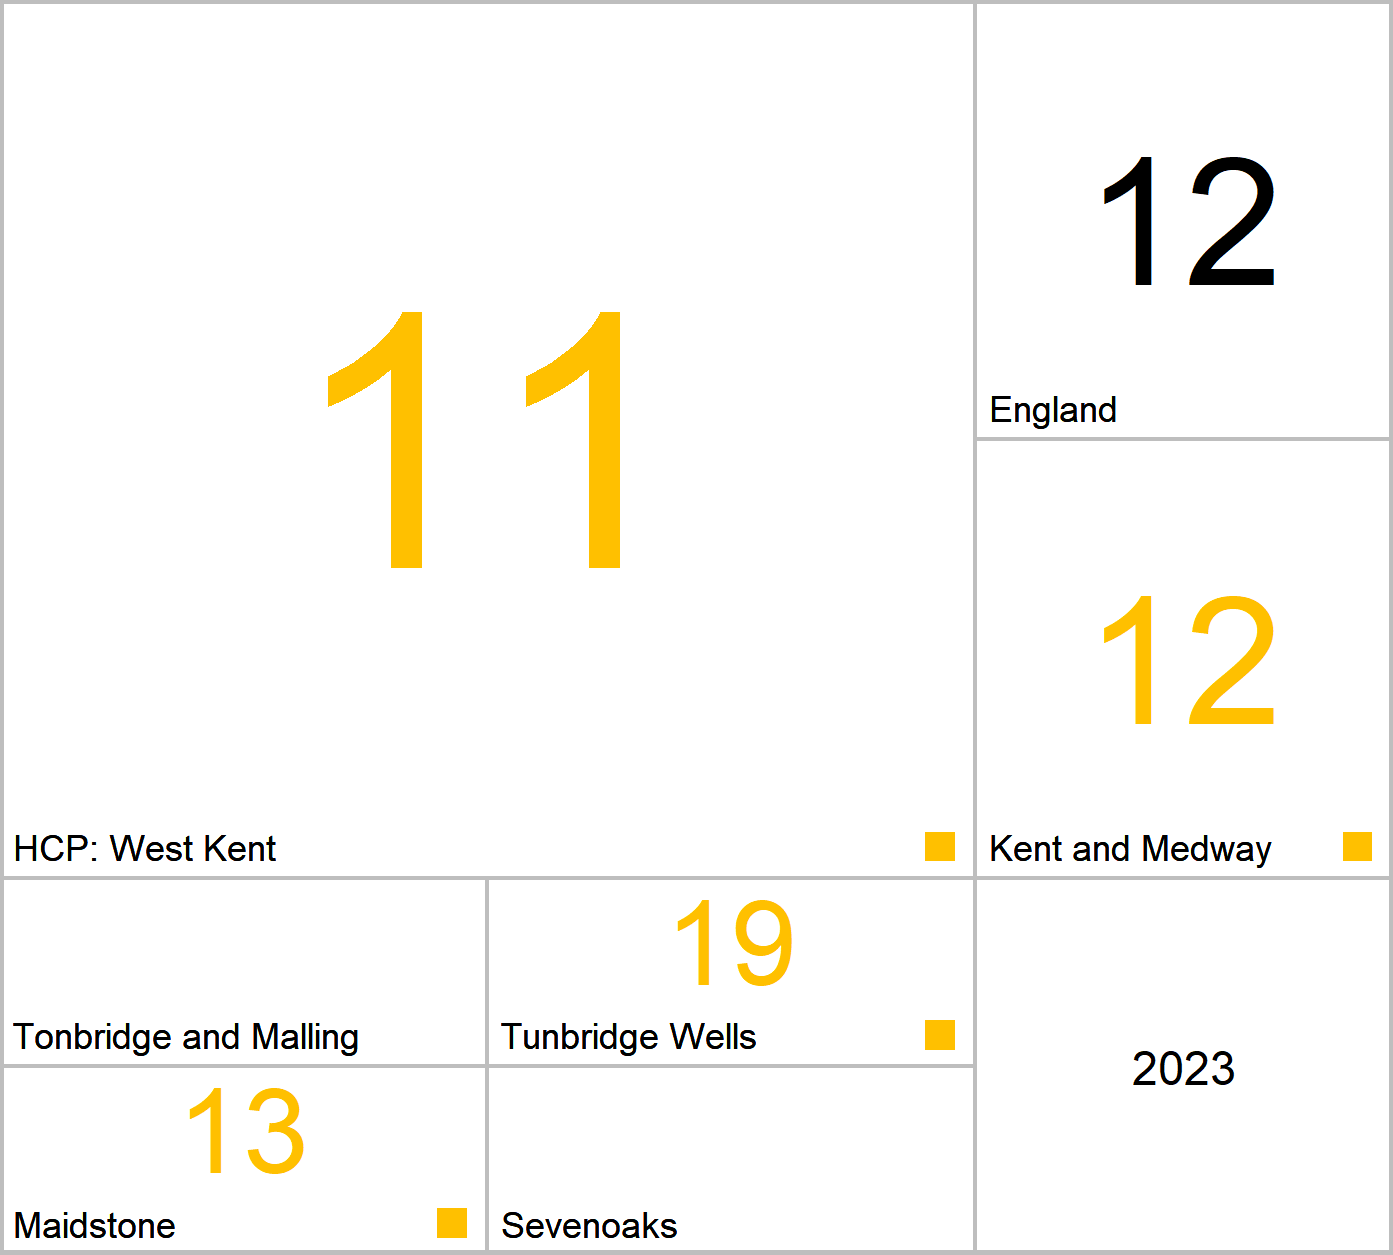 11
HCP: West Kent
12
England
12
Kent and Medway
Tonbridge and Malling
19
Tunbridge Wells
13
Maidstone
Sevenoaks
2023